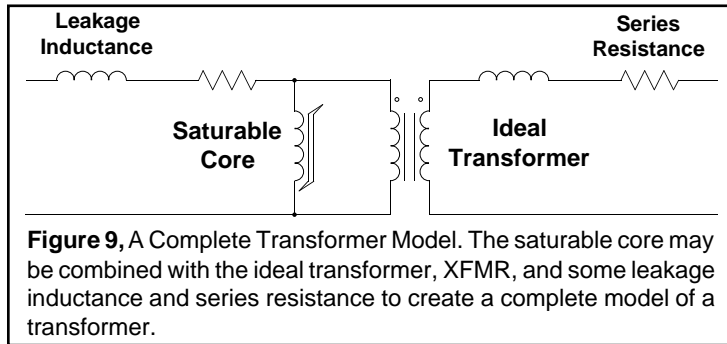 Leakage
Inductance
Series
Resistance
Saturable
Core
Ideal
Transformer
Figure 9, A Complete Transformer Model. The saturable core may
be combined with the ideal transformer, XFMR, and some leakage
inductance and series resistance to create a complete model of a
transformer.